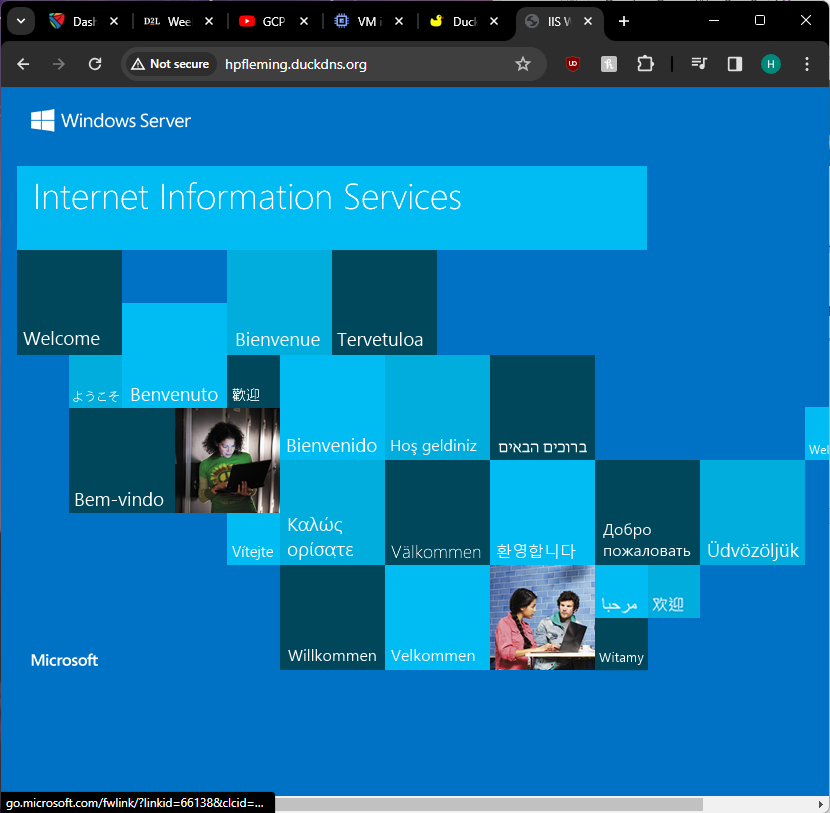 Dash
D2L Wee
GCP
VM i
Duck
IIS W
Not secure
hpfleming.duckdns.org
H
Windows Server
Internet Information Services
Welcome
Bienvenue
Tervetuloa
ようこそ
Benvenuto
歡迎
Bienvenido
Hoş geldiniz
ברוכים הבאים
Wel
Bem-vindo
Vítejte
Καλώς
ορίσατε
Välkommen
환영합니다
Добро
пожаловать
Üdvözöljük
Willkommen
Velkommen
مرحبا
欢迎
Witamy
Microsoft
go.microsoft.com/fwlink/?linkid=66138&clcid=...